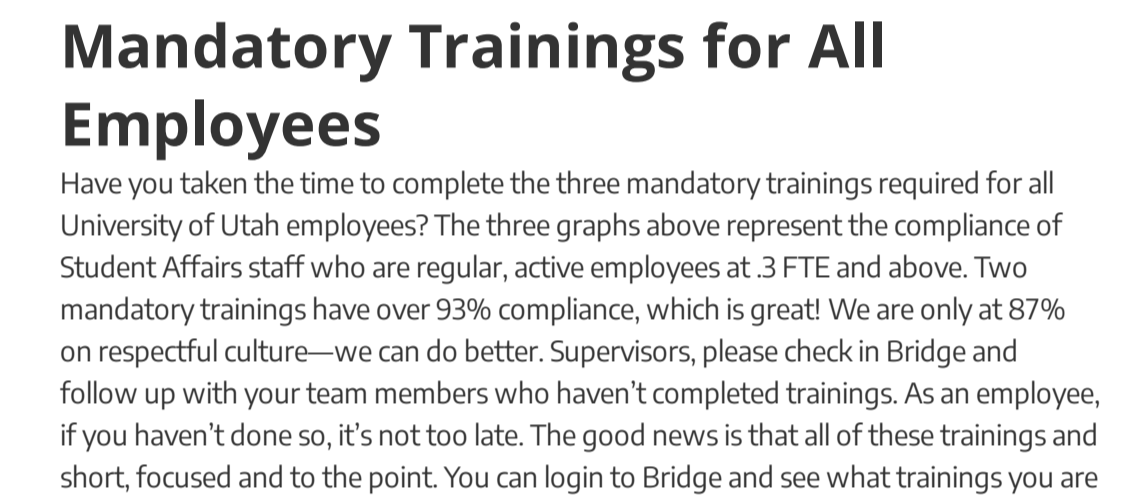 Mandatory Trainings for All
Employees
Have you taken the time to complete the three mandatory trainings required for all
University of Utah employees? The three graphs above represent the compliance of
Student Affairs staff who are regular, active employees at .3 FTE and above. Two
mandatory trainings have over 93% compliance, which is great! We are only at 87%
on respectful culture—we can do better. Supervisors, please check in Bridge and
follow up with your team members who haven’t completed trainings. As an employee,
if you haven’t done so, it’s not too late. The good news is that all of these trainings and
short, focused and to the point. You can login to Bridge and see what trainings you are